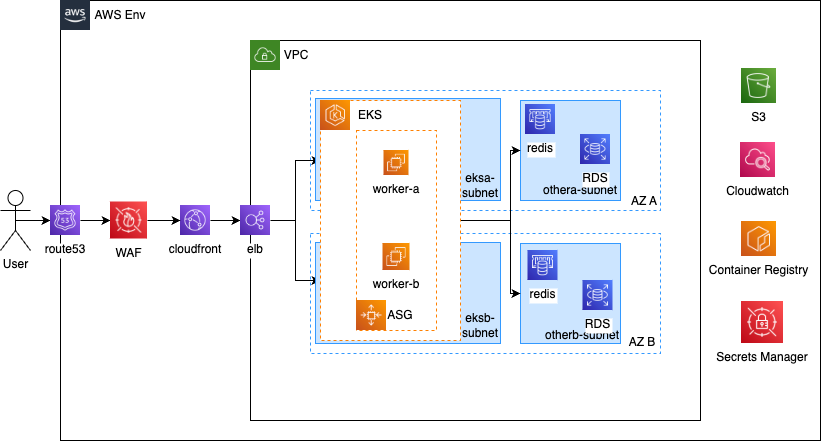 aws
AWS Env
VPC
EKS
worker-a
eksa-
subnet
redis
RDS
othera-subnet
AZ A
User
53
route53
WAF
cloudfront
elb
worker-b
ASG
eksb-
subnet
redis
RDS
otherb-subnet
AZ B
S3
Cloudwatch
Container Registry
Secrets Manager